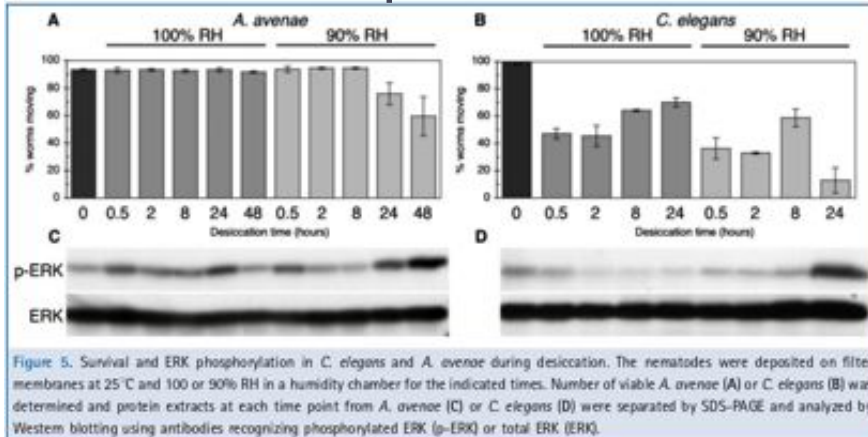 A A. avenae
100% RH 90% RH
% worms moving
100
80
60
40
20
0
0 0.5 2 8 24 48 0.5 2 8 24 48
Desiccation time (hours)
B C. elegans
100% RH 90% RH
% worms moving
100
80
60
40
20
0
0 0.5 2 8 24 0.5 2 8 24
Desiccation time (hours)
C
p-ERK
ERK
D
Figure 5. Survival and ERK phosphorylation in C. elegans and A. avenae during desiccation. The nematodes were deposited on filte
membranes at 25°C and 100 or 90% RH in a humidity chamber for the indicated times. Number of viable A. avenae (A) or C. elegans (B) wa
determined and protein extracts at each time point from A. avenae (C) or C. elegans (D) were separated by SDS-PAGE and analyzed b
Western blotting using antibodies recognizing phosphorylated ERK (p-ERK) or total ERK (ERK).